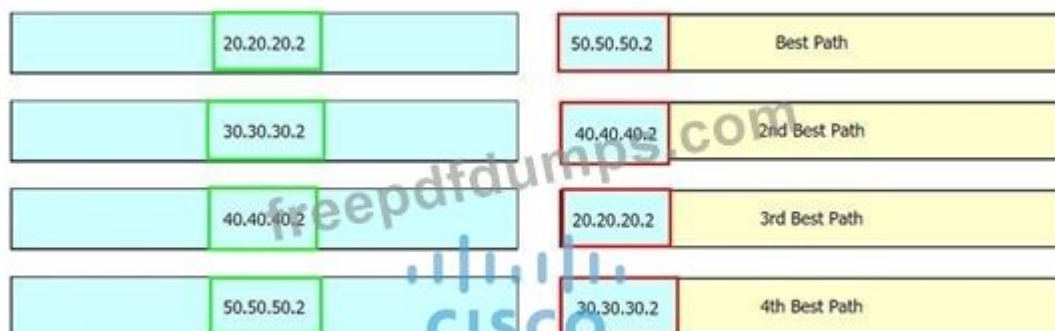 20.20.20.2 50.50.50.2 Best Path
30.30.30.2 40.40.40.2 2nd Best Path
40.40.40.2 20.20.20.2 3rd Best Path
50.50.50.2 30.30.30.2 4th Best Path
freepdfdumps.com
CISCO